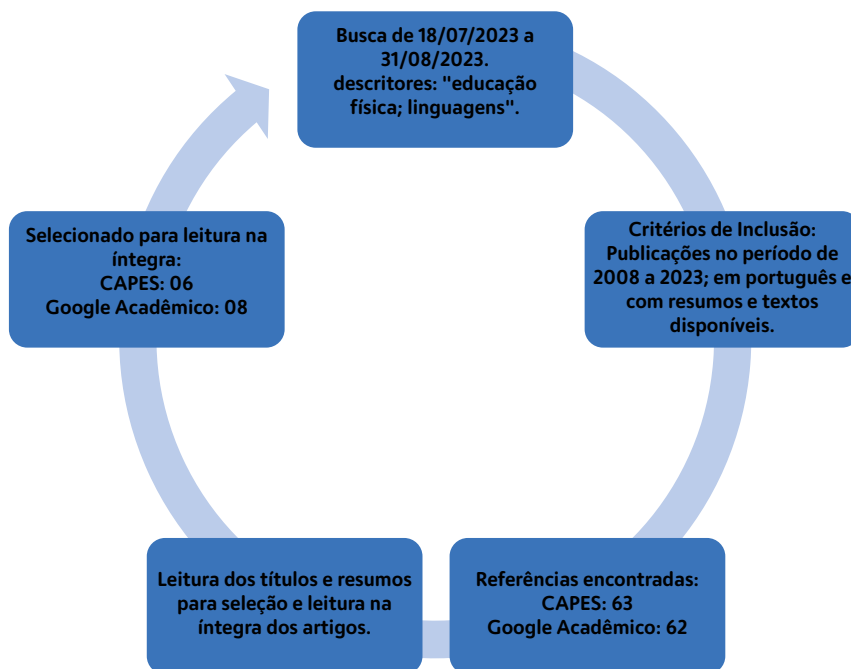 Busca de 18/07/2023 a
31/08/2023.
descritores: "educação
física; linguagens".
Critérios de Inclusão:
Publicações no período de
2008 a 2023; em português e
com resumos e textos
disponíveis.
Referências encontradas:
CAPES: 63
Google Acadêmico: 62
Leitura dos títulos e resumos
para seleção e leitura na
íntegra dos artigos.
Selecionado para leitura na
íntegra:
CAPES: 06
Google Acadêmico: 08